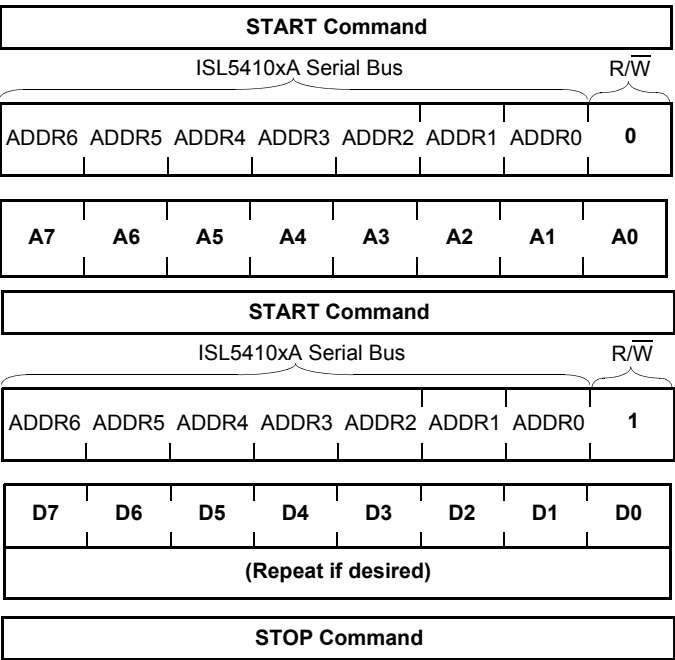 START Command
ISL5410xA Serial Bus R/W̅
ADDR6 ADDR5 ADDR4 ADDR3 ADDR2 ADDR1 ADDR0 0
A7 A6 A5 A4 A3 A2 A1 A0
START Command
ISL5410xA Serial Bus R/W̅
ADDR6 ADDR5 ADDR4 ADDR3 ADDR2 ADDR1 ADDR0 1
D7 D6 D5 D4 D3 D2 D1 D0
(Repeat if desired)
STOP Command